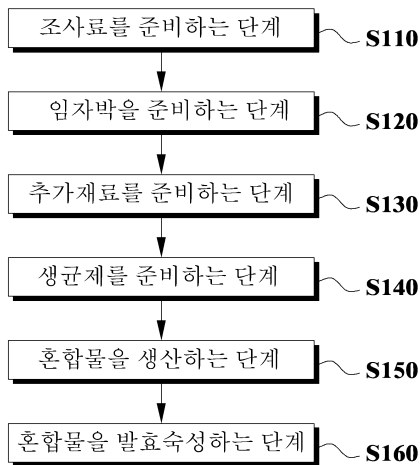 조사료를 준비하는 단계 S110
임자박을 준비하는 단계 S120
추가재료를 준비하는 단계 S130
생균제를 준비하는 단계 S140
혼합물을 생산하는 단계 S150
혼합물을 발효숙성하는 단계 S160